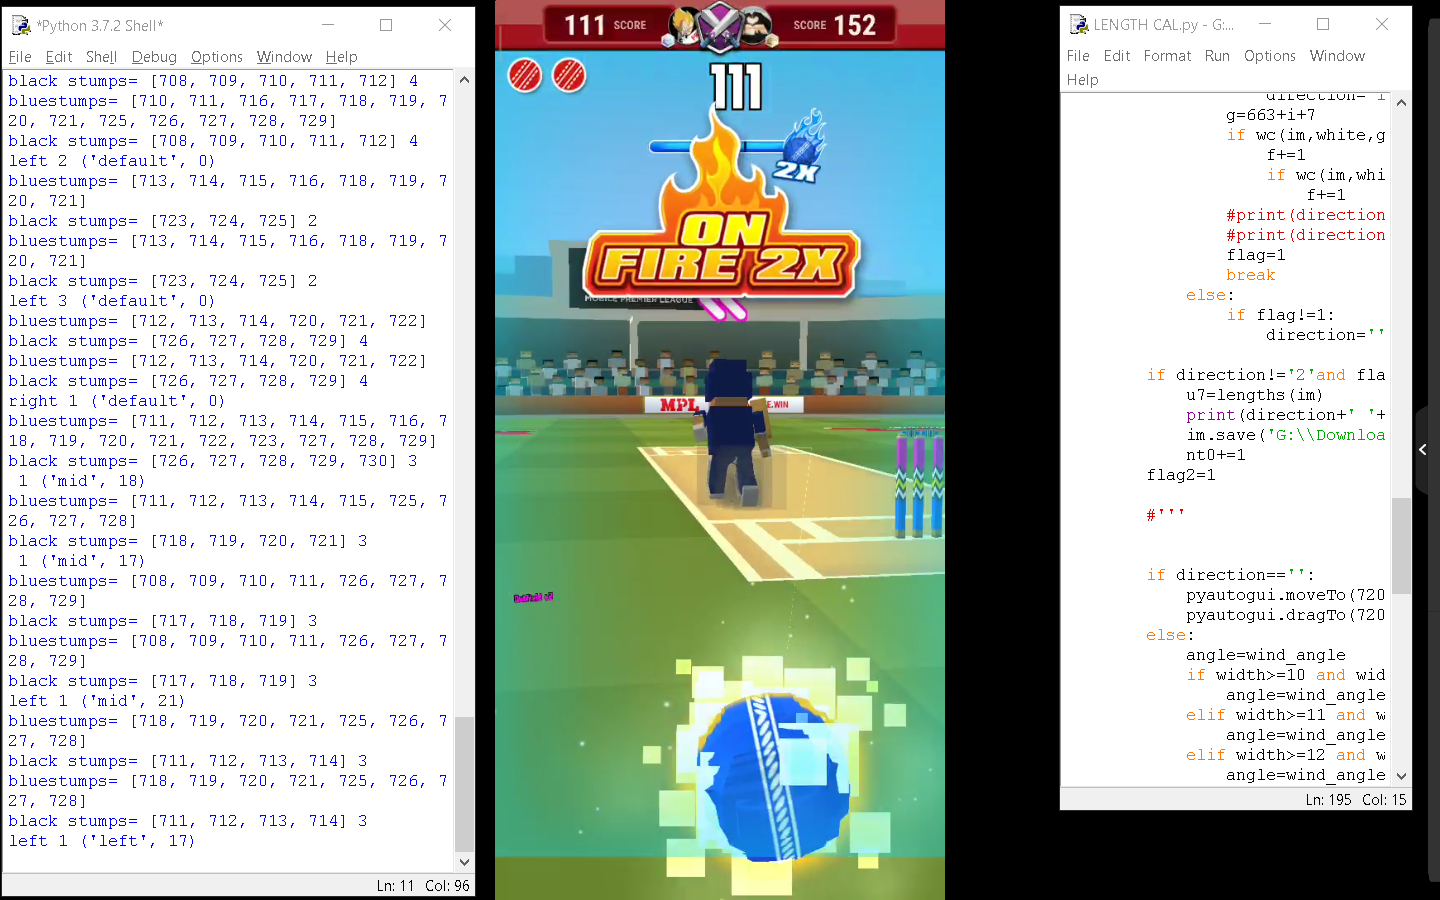 *Python 3.7.2 Shell*
File Edit Shell Debug Options Window Help
black stumps= [708, 709, 710, 711, 712] 4
bluestumps= [710, 711, 716, 717, 718, 719, 7
20, 721, 725, 726, 727, 728, 729]
black stumps= [708, 709, 710, 711, 712] 4
left 2 ('default', 0)
bluestumps= [713, 714, 715, 716, 718, 719, 7
20, 721]
black stumps= [723, 724, 725] 2
bluestumps= [713, 714, 715, 716, 718, 719, 7
20, 721]
black stumps= [723, 724, 725] 2
left 3 ('default', 0)
bluestumps= [712, 713, 714, 720, 721, 722]
black stumps= [726, 727, 728, 729] 4
bluestumps= [712, 713, 714, 720, 721, 722]
black stumps= [726, 727, 728, 729] 4
right 1 ('default', 0)
bluestumps= [711, 712, 713, 714, 715, 716, 7
18, 719, 720, 721, 722, 723, 727, 728, 729]
black stumps= [726, 727, 728, 729, 730] 3
 1 ('mid', 18)
bluestumps= [711, 712, 713, 714, 715, 725, 7
26, 727, 728]
black stumps= [718, 719, 720, 721] 3
 1 ('mid', 17)
bluestumps= [708, 709, 710, 711, 726, 727, 7
28, 729]
black stumps= [717, 718, 719] 3
bluestumps= [708, 709, 710, 711, 726, 727, 7
28, 729]
black stumps= [717, 718, 719] 3
left 1 ('mid', 21)
bluestumps= [718, 719, 720, 721, 725, 726, 7
27, 728]
black stumps= [711, 712, 713, 714] 3
bluestumps= [718, 719, 720, 721, 725, 726, 7
27, 728]
black stumps= [711, 712, 713, 714] 3
left 1 ('left', 17)
Ln: 11 Col: 96
111 SCORE
SCORE 152
111
2X
ON
FIRE 2X
MOBILE PREMIER LEAGUE
MPL
E.WIN
LENGTH CAL.py - G:...
File Edit Format Run Options Window
Help
direction='i
g=663+i+7
if wc(im,white,g
f+=1
if wc(im,whi
f+=1
#print(direction
#print(direction
flag=1
break
else:
if flag!=1:
direction=''
if direction!='2'and fla
u7=lengths(im)
print(direction+' '+
im.save('G:\\Downloa
nt0+=1
flag2=1
#'''
if direction=='':
pyautogui.moveTo(720
pyautogui.dragTo(720
else:
angle=wind_angle
if width>=10 and wid
angle=wind_angle
elif width>=11 and w
angle=wind_angle
elif width>=12 and w
angle=wind_angle
Ln: 195 Col: 15